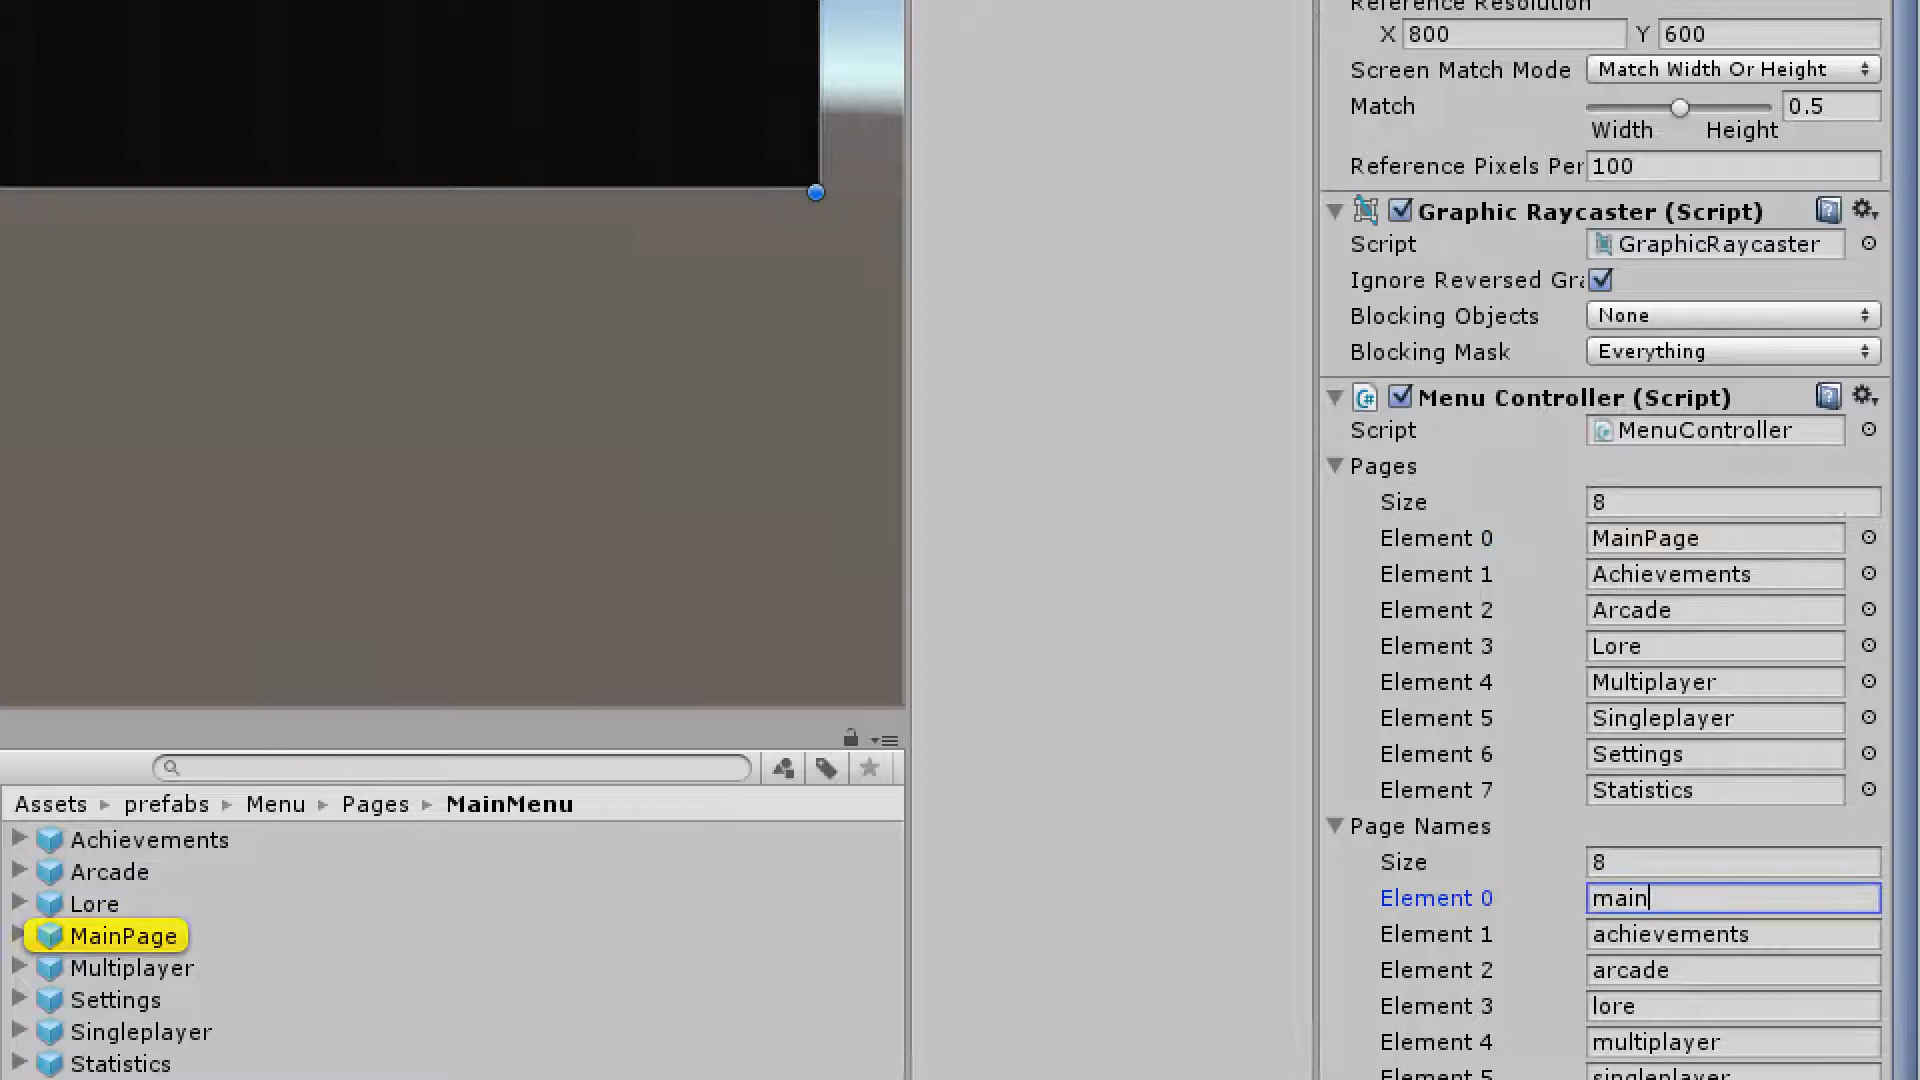 Reference Resolution
X 800 Y 600
Screen Match Mode Match Width Or Height
Match 0.5
Width Height
Reference Pixels Per 100
Graphic Raycaster (Script)
Script GraphicRaycaster
Ignore Reversed Gra
Blocking Objects None
Blocking Mask Everything
Menu Controller (Script)
Script MenuController
Pages
Size 8
Element 0 MainPage
Element 1 Achievements
Element 2 Arcade
Element 3 Lore
Element 4 Multiplayer
Element 5 Singleplayer
Element 6 Settings
Element 7 Statistics
Page Names
Size 8
Element 0 main
Element 1 achievements
Element 2 arcade
Element 3 lore
Element 4 multiplayer
Element 5 singleplayer
Assets prefabs Menu Pages MainMenu
Achievements
Arcade
Lore
MainPage
Multiplayer
Settings
Singleplayer
Statistics